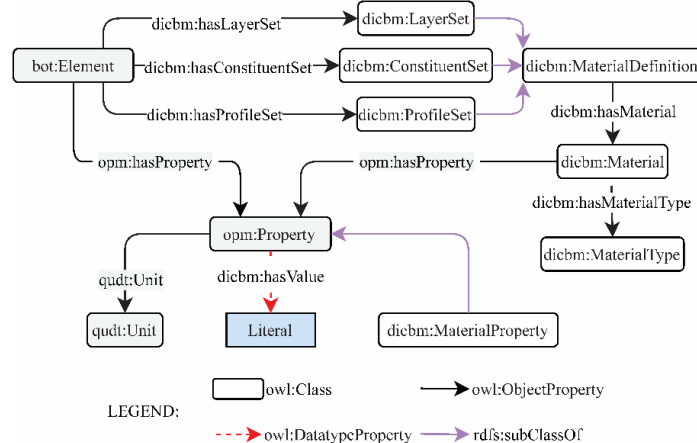 dicbm:hasLayerSet
dicbm:LayerSet
bot:Element
dicbm:hasConstituentSet
dicbm:ConstituentSet
dicbm:MaterialDefinition
dicbm:hasProfileSet
dicbm:ProfileSet
dicbm:hasMaterial
opm:hasProperty
opm:hasProperty
dicbm:Material
dicbm:hasMaterialType
opm:Property
dicbm:MaterialType
qudt:Unit
dicbm:hasValue
qudt:Unit
Literal
dicbm:MaterialProperty
owl:Class
owl:ObjectProperty
LEGEND:
owl:DatatypeProperty
rdfs:subClassOf